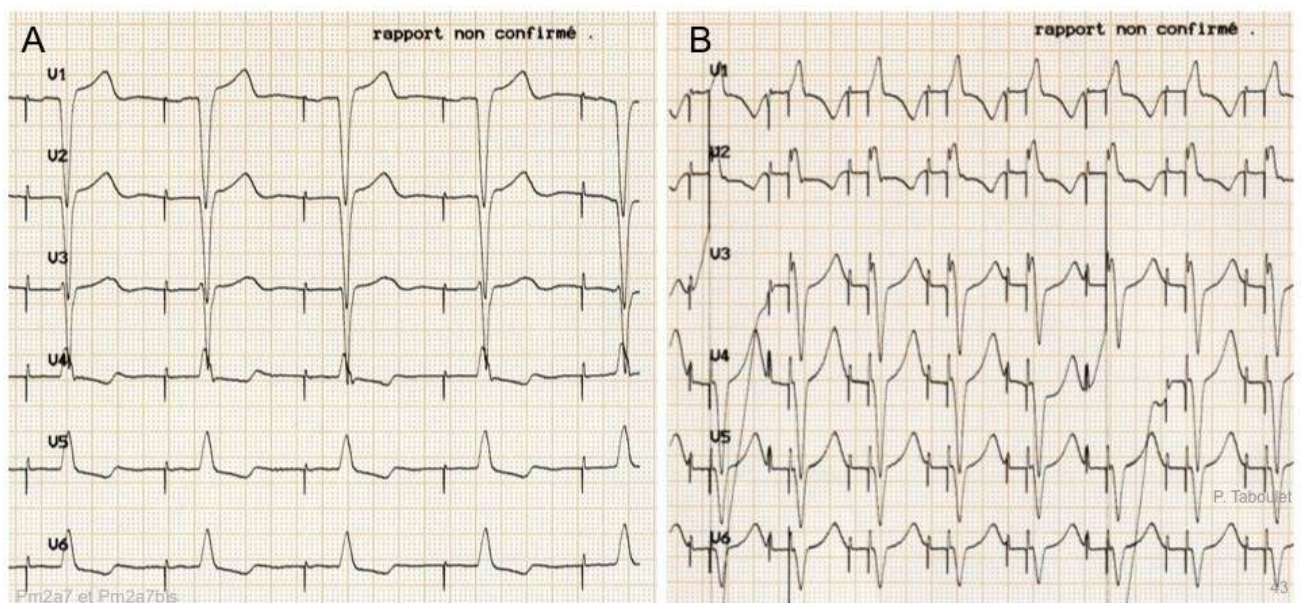 A
rapport non confirmé .
V1
V2
V3
V4
V5
V6
Pm2a7 et Pm2a7bis
B
rapport non confirmé .
V1
V2
V3
V4
V5
V6
P. Taboulet
43